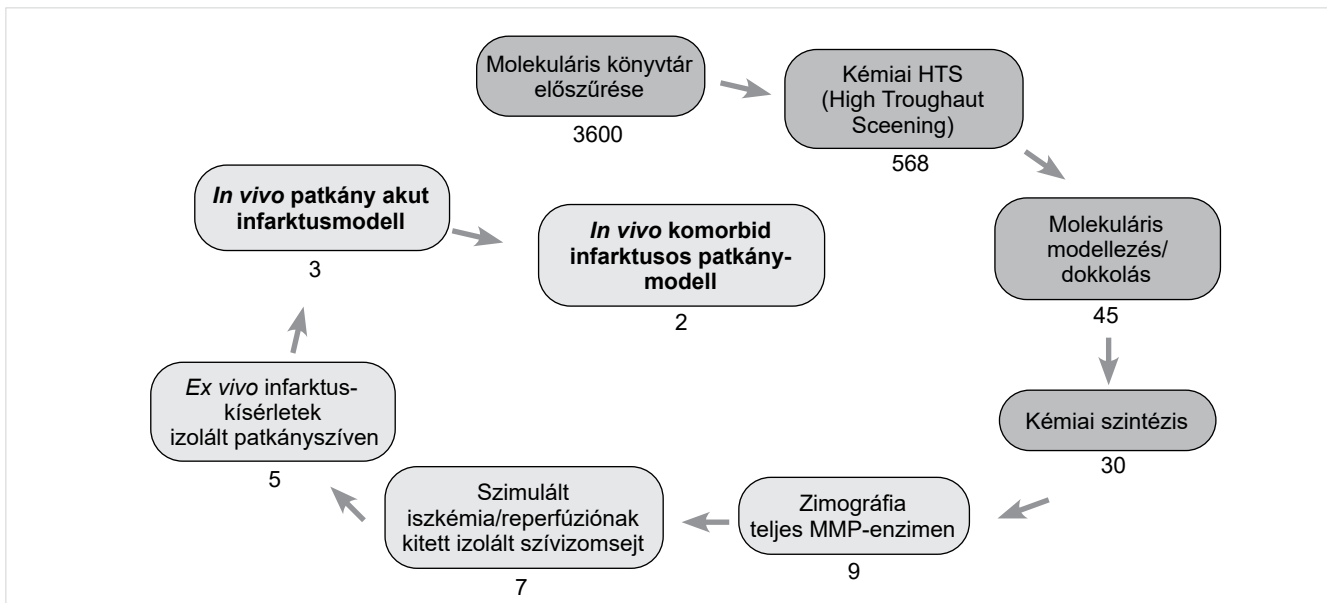 Molekuláris könyvtár
előszűrése
3600
Kémiai HTS
(High Troughaut
Sceening)
568
Molekuláris
modellezés/
dokkolás
45
Kémiai szintézis
30
Zimográfia
teljes MMP-enzimen
9
Szimulált
iszkémia/reperfúziónak
kitett izolált szívizomsejt
7
Ex vivo infarktus-
kísérletek
izolált patkányszíven
5
In vivo patkány akut
infarktusmodell
3
In vivo komorbid
infarktusos patkány-
modell
2